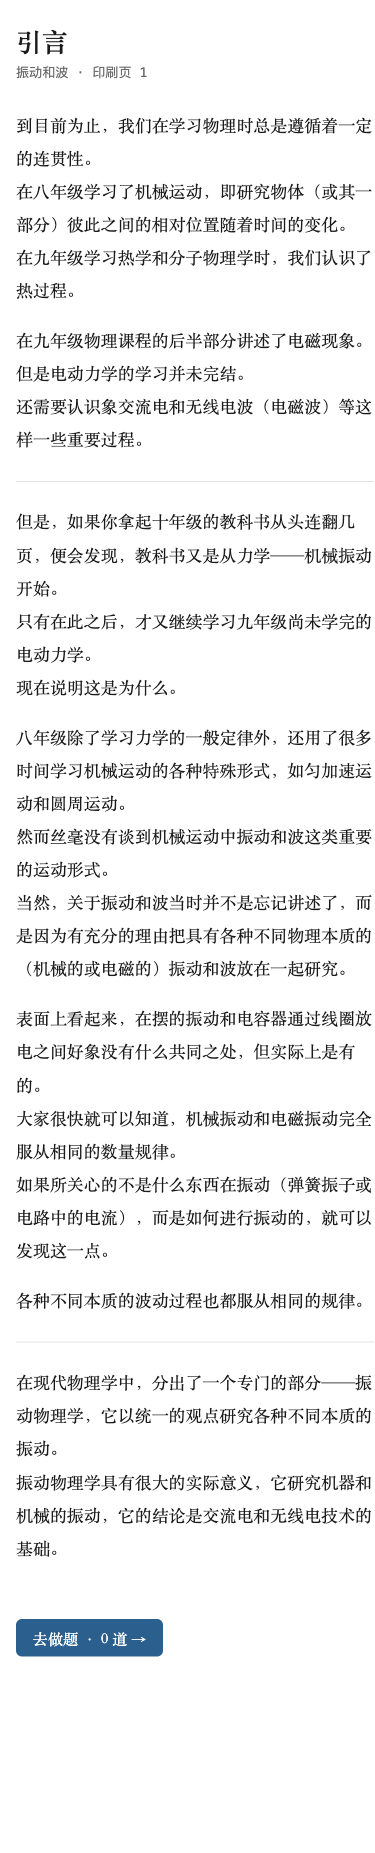 引言
振动和波 · 印刷页 1
到目前为止，我们在学习物理时总是遵循着一定
的连贯性。
在八年级学习了机械运动，即研究物体（或其一
部分）彼此之间的相对位置随着时间的变化。
在九年级学习热学和分子物理学时，我们认识了
热过程。
在九年级物理课程的后半部分讲述了电磁现象。
但是电动力学的学习并未完结。
还需要认识象交流电和无线电波（电磁波）等这
样一些重要过程。
但是，如果你拿起十年级的教科书从头连翻几
页，便会发现，教科书又是从力学——机械振动
开始。
只有在此之后，才又继续学习九年级尚未学完的
电动力学。
现在说明这是为什么。
八年级除了学习力学的一般定律外，还用了很多
时间学习机械运动的各种特殊形式，如匀加速运
动和圆周运动。
然而丝毫没有谈到机械运动中振动和波这类重要
的运动形式。
当然，关于振动和波当时并不是忘记讲述了，而
是因为有充分的理由把具有各种不同物理本质的
（机械的或电磁的）振动和波放在一起研究。
表面上看起来，在摆的振动和电容器通过线圈放
电之间好象没有什么共同之处，但实际上是有
的。
大家很快就可以知道，机械振动和电磁振动完全
服从相同的数量规律。
如果所关心的不是什么东西在振动（弹簧振子或
电路中的电流），而是如何进行振动的，就可以
发现这一点。
各种不同本质的波动过程也都服从相同的规律。
在现代物理学中，分出了一个专门的部分——振
动物理学，它以统一的观点研究各种不同本质的
振动。
振动物理学具有很大的实际意义，它研究机器和
机械的振动，它的结论是交流电和无线电技术的
基础。
去做题 · 0 道 →